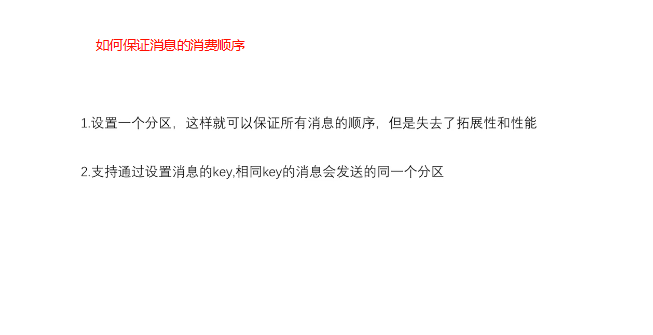 如何保证消息的消费顺序
1.设置一个分区，这样就可以保证所有消息的顺序，但是失去了拓展性和性能
2.支持通过设置消息的key,相同key的消息会发送的同一个分区